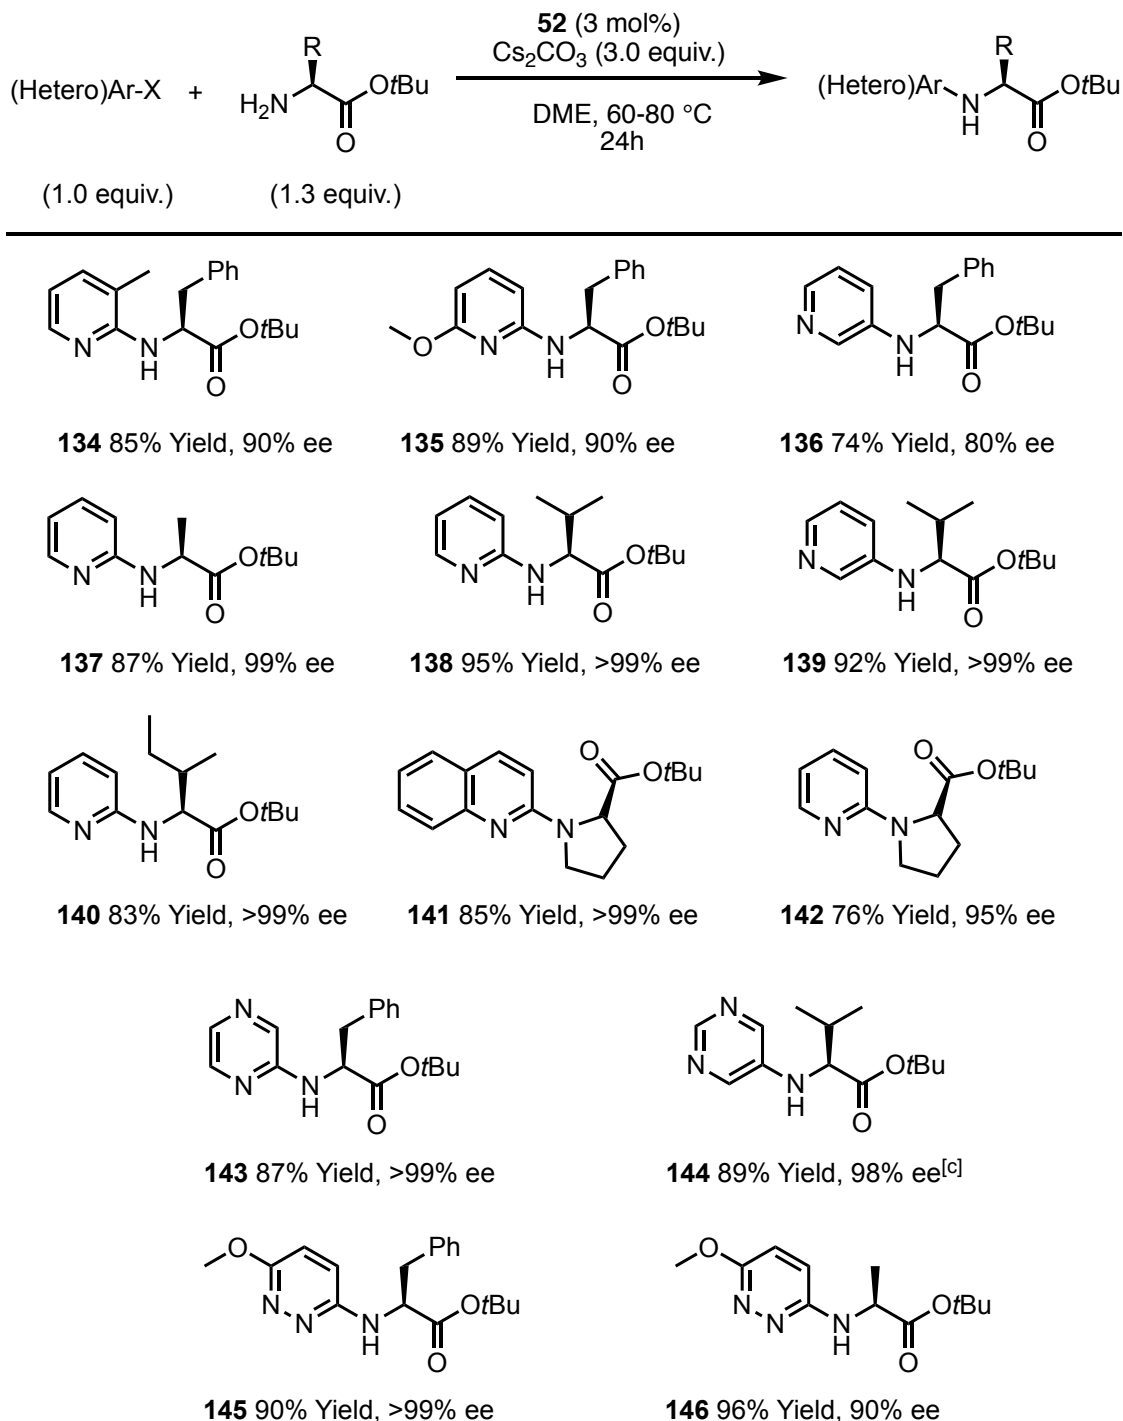 52 (3 mol%)
Cs2CO3 (3.0 equiv.)
(Hetero)Ar-X + H2N R OtBu O
DME, 60-80 °C
24h
(Hetero)Ar N H R OtBu O
(1.0 equiv.) (1.3 equiv.)
N N H Ph OtBu O
O N N H Ph OtBu O
N N H Ph OtBu O
134 85% Yield, 90% ee
135 89% Yield, 90% ee
136 74% Yield, 80% ee
N N H OtBu O
N N H OtBu O
N N H OtBu O
137 87% Yield, 99% ee
138 95% Yield, >99% ee
139 92% Yield, >99% ee
N N H OtBu O
N N O OtBu
N N O OtBu
140 83% Yield, >99% ee
141 85% Yield, >99% ee
142 76% Yield, 95% ee
N N N H Ph OtBu O
N N N H OtBu O
143 87% Yield, >99% ee
144 89% Yield, 98% ee[c]
O N N N H Ph OtBu O
O N N N H OtBu O
145 90% Yield, >99% ee
146 96% Yield, 90% ee